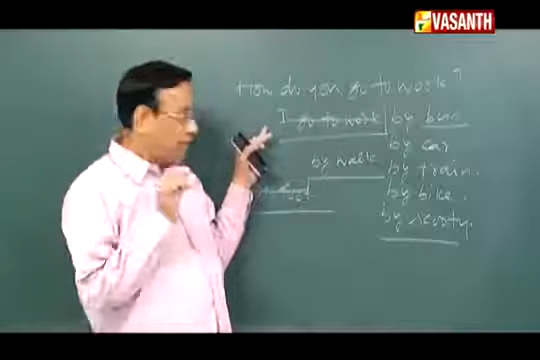 VASANTH
How do you go to work?
I go to work by bus
by car
by walk
by train.
by bike.
by scooty.